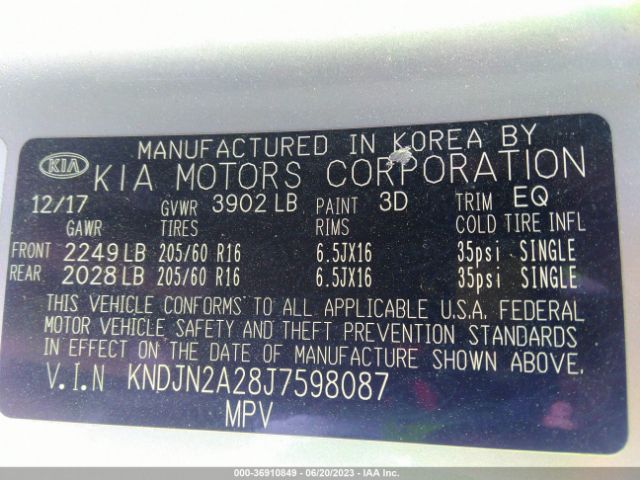 MANUFACTURED IN KOREA BY
KIA KIA MOTORS CORPORATION
12/17 GVWR 3902 LB PAINT 3D TRIM EQ
GAWR TIRES RIMS COLD TIRE INFL
FRONT 2249 LB 205/60 R16 6.5JX16 35psi SINGLE
REAR 2028 LB 205/60 R16 6.5JX16 35psi SINGLE
THIS VEHICLE CONFORMS TO ALL APPLICABLE U.S.A. FEDERAL
MOTOR VEHICLE SAFETY AND THEFT PREVENTION STANDARDS
IN EFFECT ON THE DATE OF MANUFACTURE SHOWN ABOVE.
V.I.N KNDJN2A28J7598087
MPV
000-36910849 — 06/20/2023 — IAAI.COM